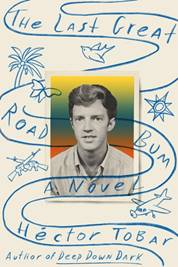 The Last Great
Road Bum
A Novel
Héctor Tobar
Author of Deep Down Dark